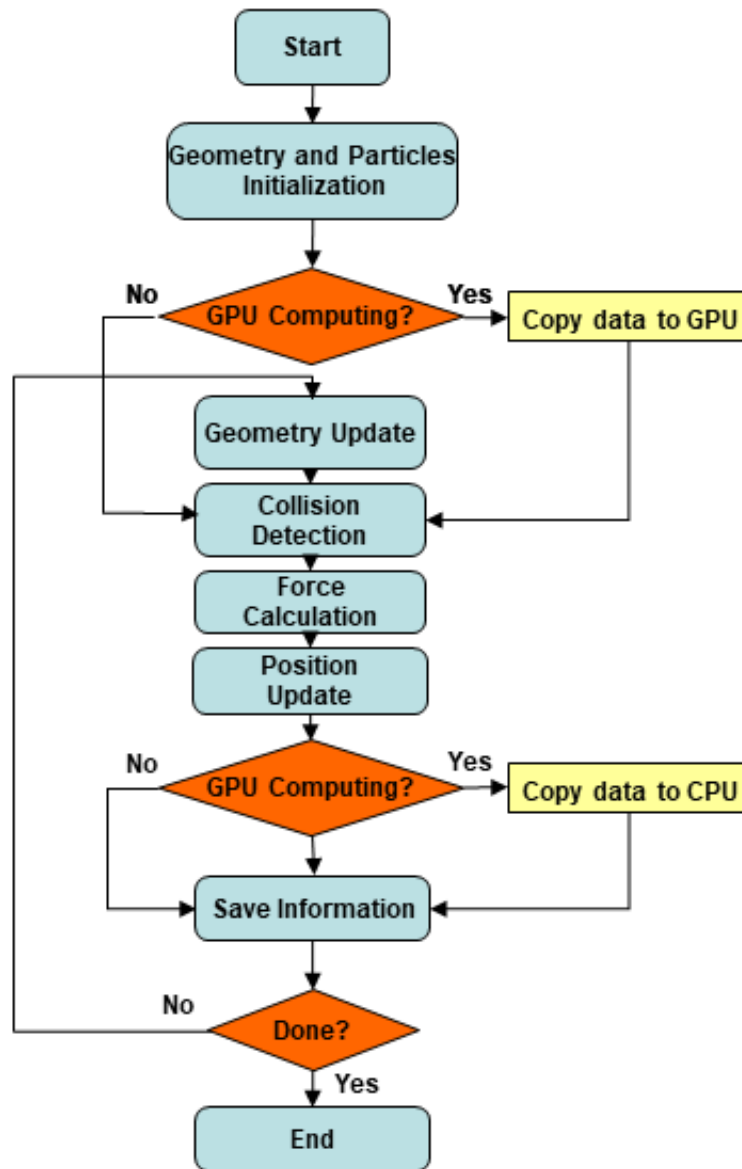 Start
Geometry and Particles
Initialization
No
Yes
GPU Computing?
Copy data to GPU
Geometry Update
Collision
Detection
Force
Calculation
Position
Update
No
Yes
GPU Computing?
Copy data to CPU
Save Information
No
Done?
Yes
End